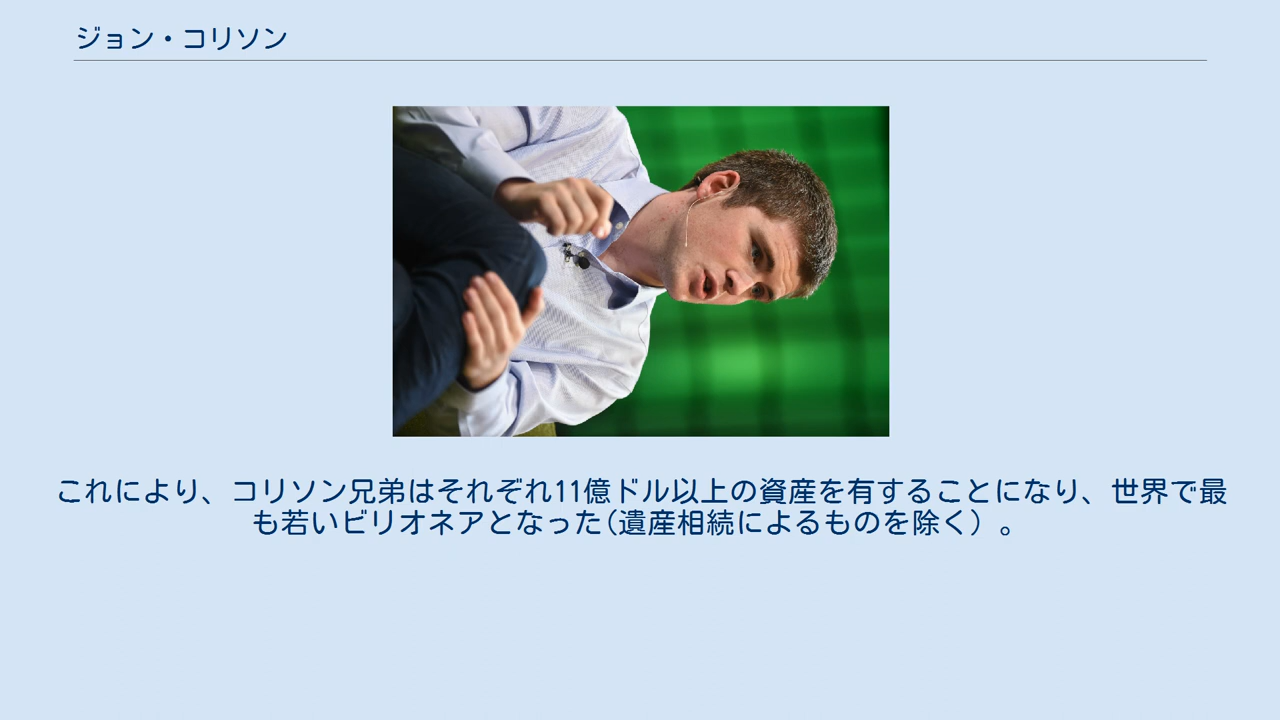 ジョン・コリソン
これにより、コリソン兄弟はそれぞれ11億ドル以上の資産を有することになり、世界で最
も若いビリオネアとなった(遺産相続によるものを除く）。